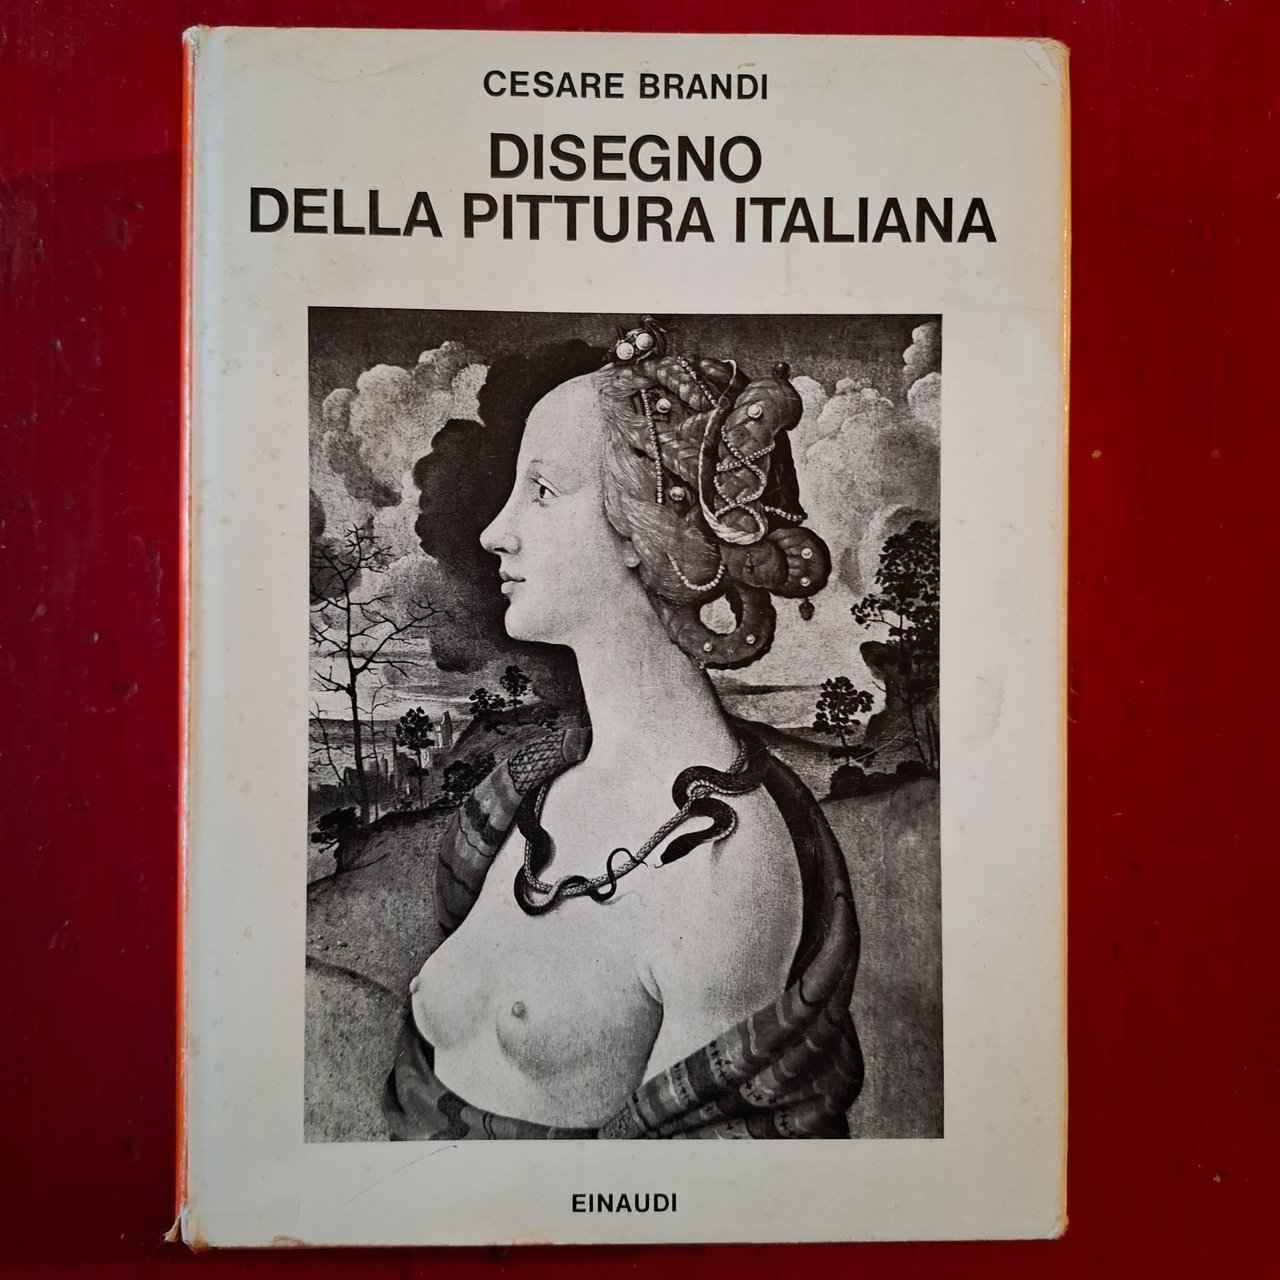 CESARE BRANDI
DISEGNO
DELLA PITTURA ITALIANA
EINAUDI